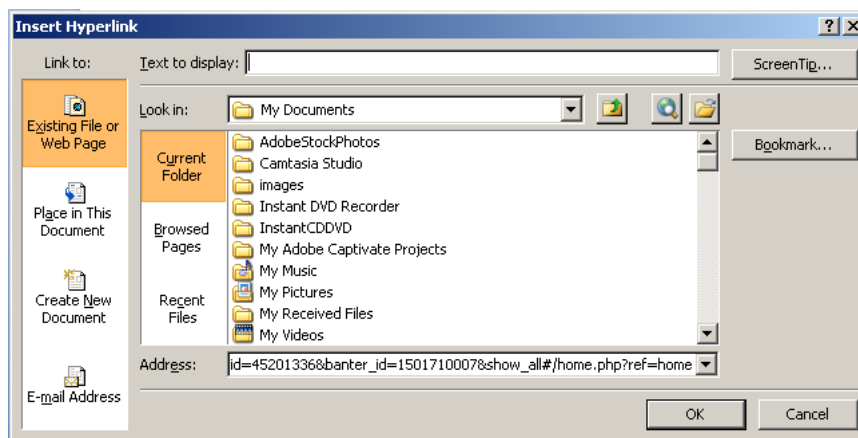 Insert Hyperlink
Link to:
Text to display:
ScreenTip...
Existing File or
Web Page
Look in:
My Documents
Bookmark...
Current
Folder
AdobeStockPhotos
Camtasia Studio
images
Instant DVD Recorder
InstantCDDVD
My Adobe Captivate Projects
My Music
My Pictures
My Received Files
My Videos
Place in This
Document
Browsed
Pages
Create New
Document
Recent
Files
E-mail Address
Address:
id=45201336&banter_id=1501710007&show_all#/home.php?ref=home
OK
Cancel